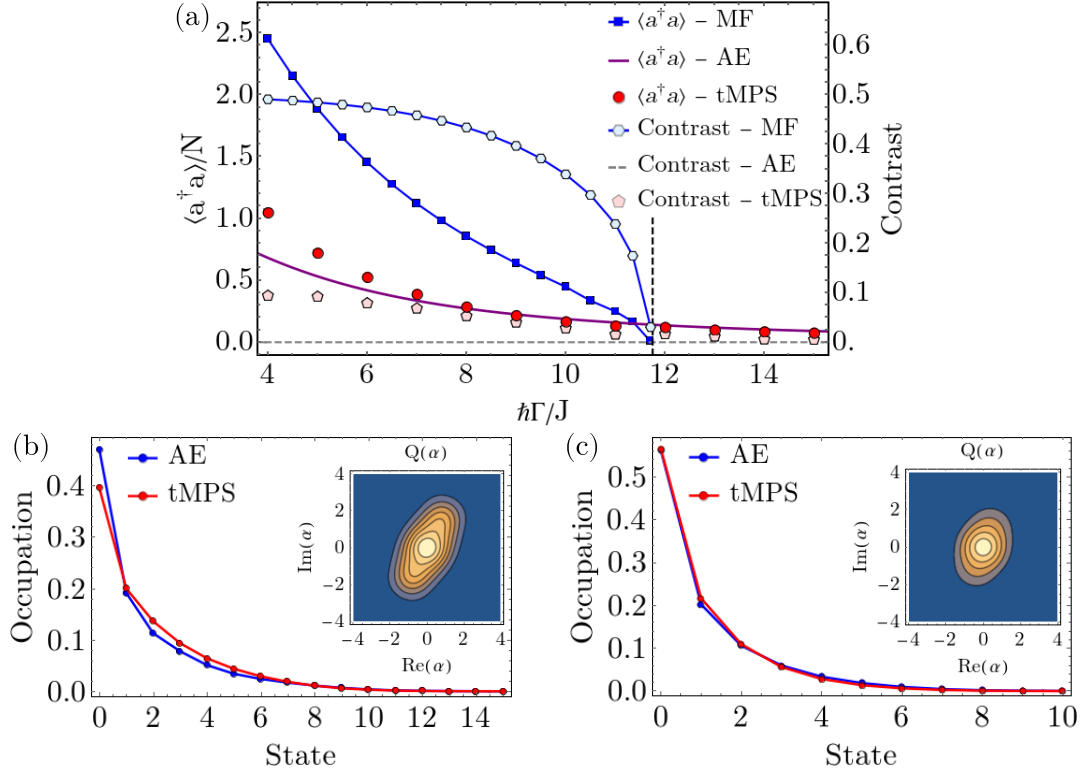 (a)
⟨a†a⟩/N
2.5
2.0
1.5
1.0
0.5
0.0
⟨a†a⟩ – MF
⟨a†a⟩ – AE
⟨a†a⟩ – tMPS
Contrast – MF
Contrast – AE
Contrast – tMPS
0.6
0.5
0.4
0.3
0.2
0.1
0.
Contrast
4 6 8 10 12 14
ℏΓ/J
(b)
Occupation
0.4
0.3
0.2
0.1
0.0
AE
tMPS
Q(α)
Im(α)
4
2
0
−2
−4
−4 −2 0 2 4
Re(α)
0 2 4 6 8 10 12 14
State
(c)
Occupation
0.5
0.4
0.3
0.2
0.1
0.0
AE
tMPS
Q(α)
Im(α)
4
2
0
−2
−4
−4 −2 0 2 4
Re(α)
0 2 4 6 8 10
State